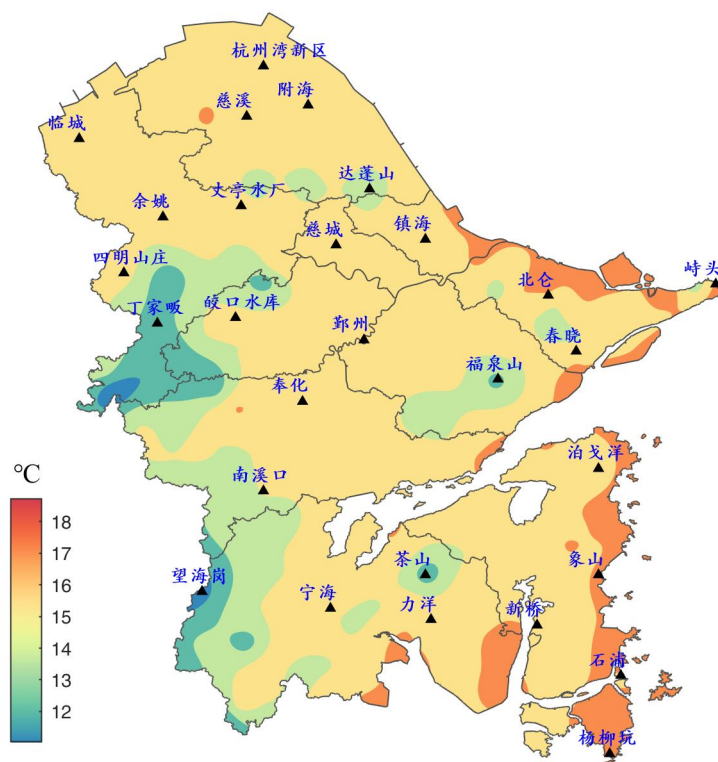 杭州湾新区
附海
慈溪
临城
达蓬山
丈亭水厂
余姚
慈城
镇海
四明山庄
峙头
北仑
丁家畈
皎口水库
鄞州
春晓
福泉山
奉化
泊戈洋
℃
南溪口
18
17
16
15
14
13
12
望海岗
茶山
象山
宁海
力洋
新桥
石浦
杨柳坑